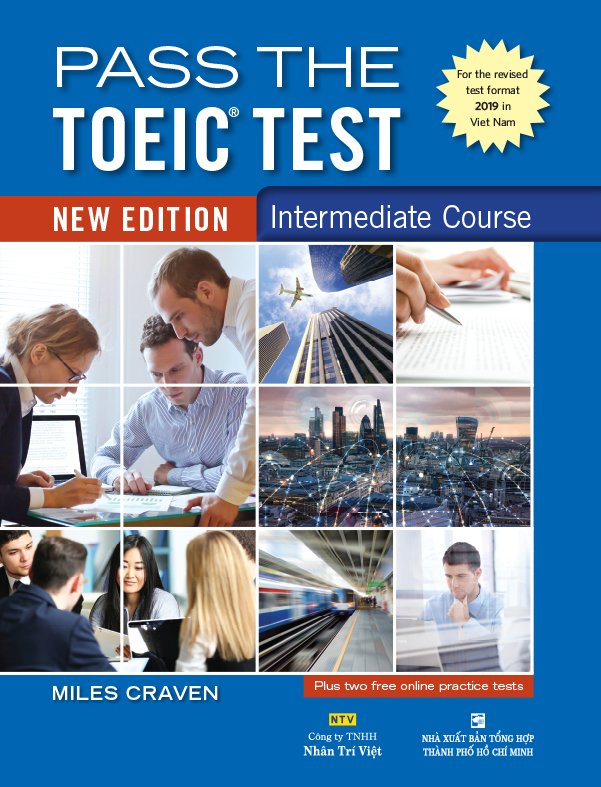 PASS THE
TOEIC® TEST
For the revised
test format
2019 in
Viet Nam
NEW EDITION
Intermediate Course
MILES CRAVEN
Plus two free online practice tests
NTV
Công ty TNHH
Nhân Trí Việt
NHÀ XUẤT BẢN TỔNG HỢP
THÀNH PHỐ HỒ CHÍ MINH